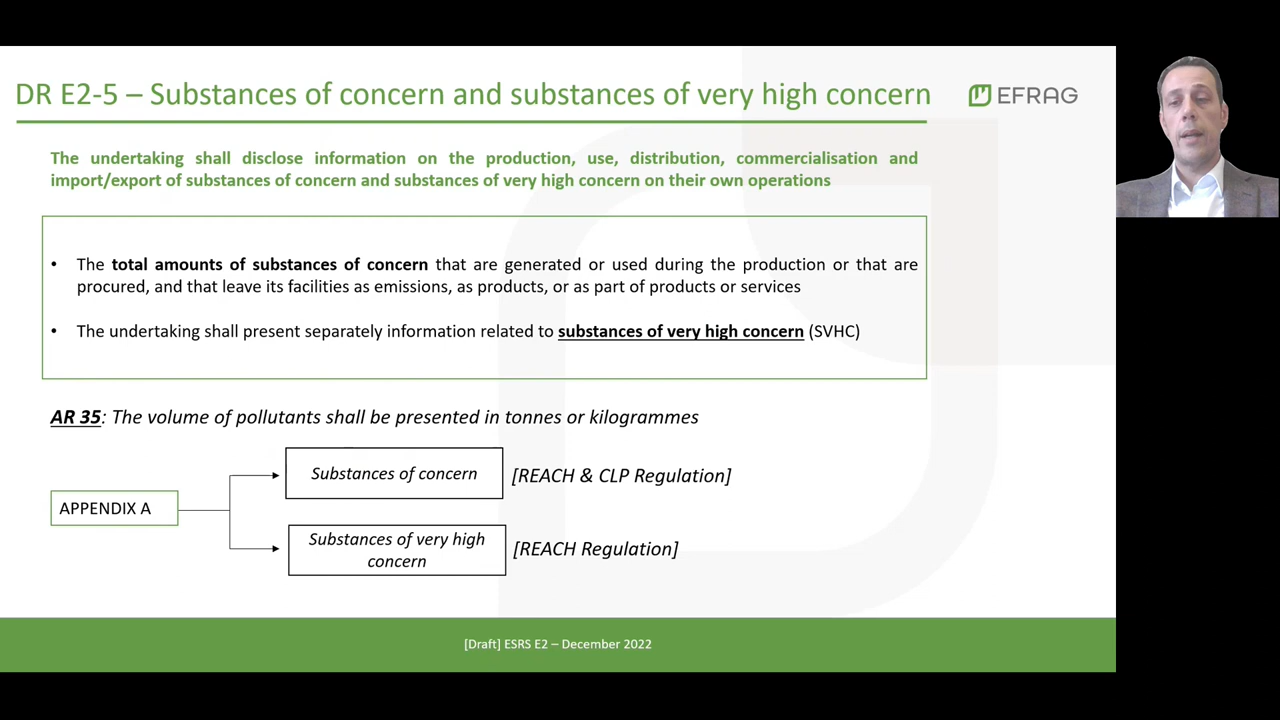 DR E2-5 – Substances of concern and substances of very high concern
EFRAG
The undertaking shall disclose information on the production, use, distribution, commercialisation and
import/export of substances of concern and substances of very high concern on their own operations
• The total amounts of substances of concern that are generated or used during the production or that are
procured, and that leave its facilities as emissions, as products, or as part of products or services
• The undertaking shall present separately information related to substances of very high concern (SVHC)
AR 35: The volume of pollutants shall be presented in tonnes or kilogrammes
APPENDIX A
Substances of concern
[REACH & CLP Regulation]
Substances of very high
concern
[REACH Regulation]
[Draft] ESRS E2 – December 2022